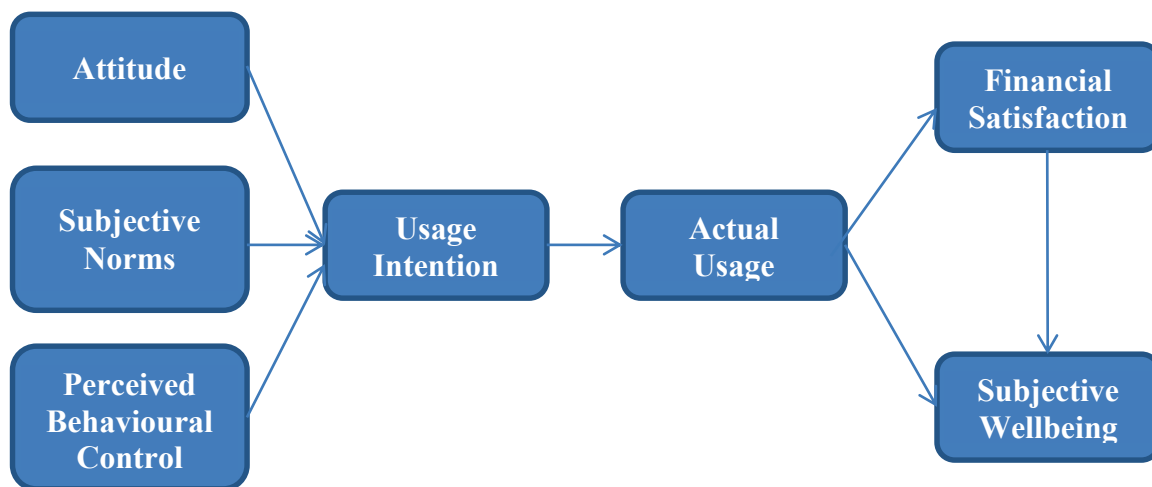 Attitude
Subjective
Norms
Perceived
Behavioural
Control
Usage
Intention
Actual
Usage
Financial
Satisfaction
Subjective
Wellbeing